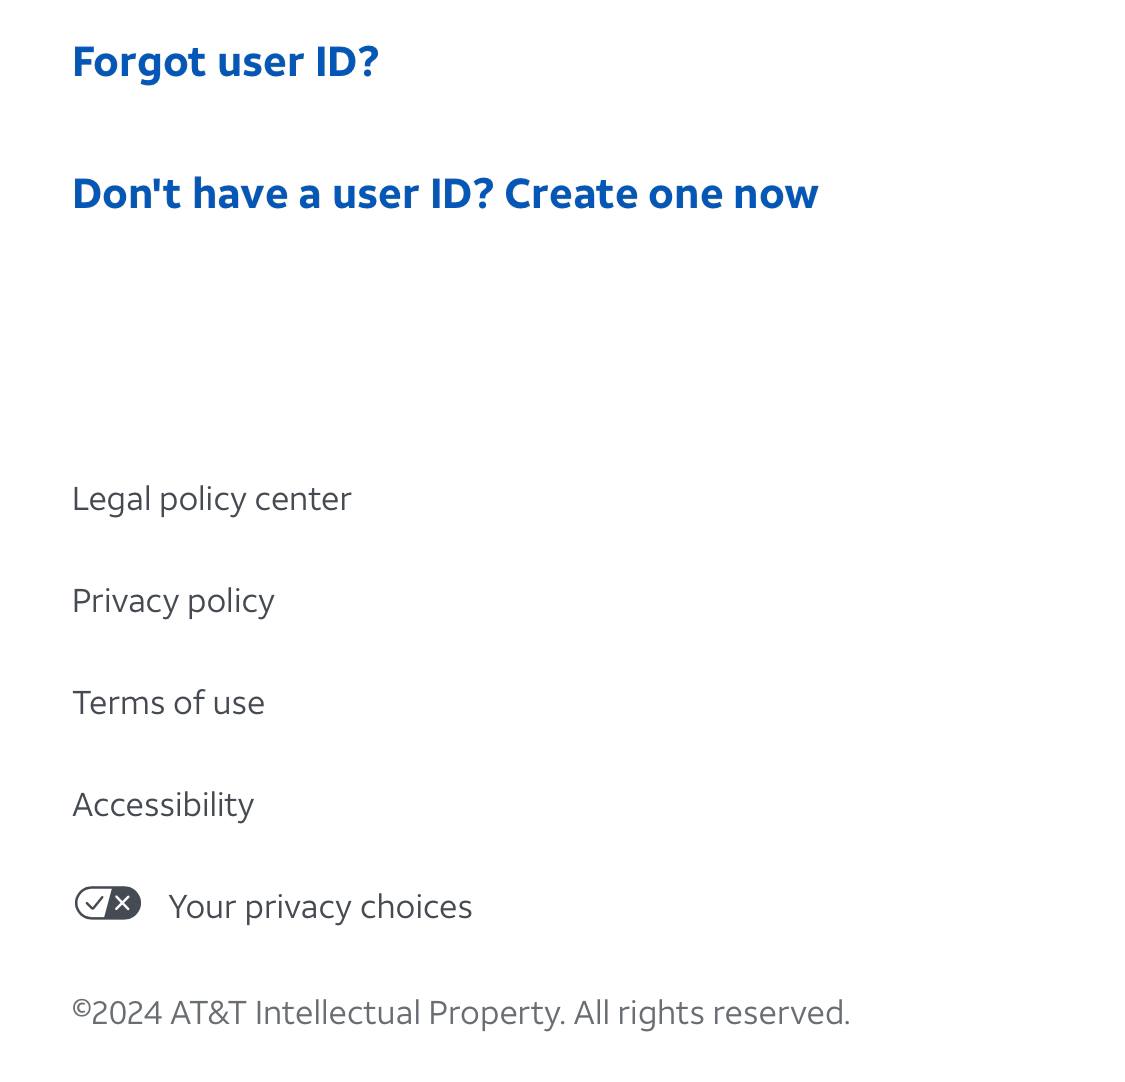 Forgot user ID?
Don't have a user ID? Create one now
Legal policy center
Privacy policy
Terms of use
Accessibility
Your privacy choices
©2024 AT&T Intellectual Property. All rights reserved.